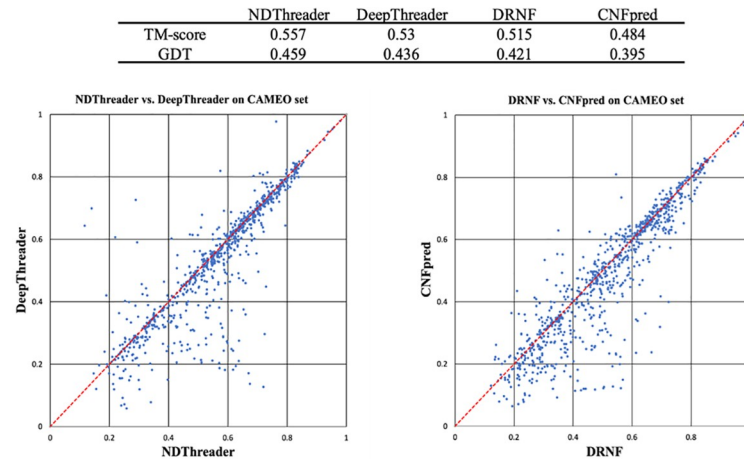 NDThreader DeepThreader DRNF CNFpred
TM-score 0.557 0.53 0.515 0.484
GDT 0.459 0.436 0.421 0.395
NDThreader vs. DeepThreader on CAMEO set
1
0.8
0.6
0.4
0.2
0
DeepThreader
0 0.2 0.4 0.6 0.8 1
NDThreader
DRNF vs. CNFpred on CAMEO set
1
0.8
0.6
0.4
0.2
0
CNFpred
0 0.2 0.4 0.6 0.8
DRNF